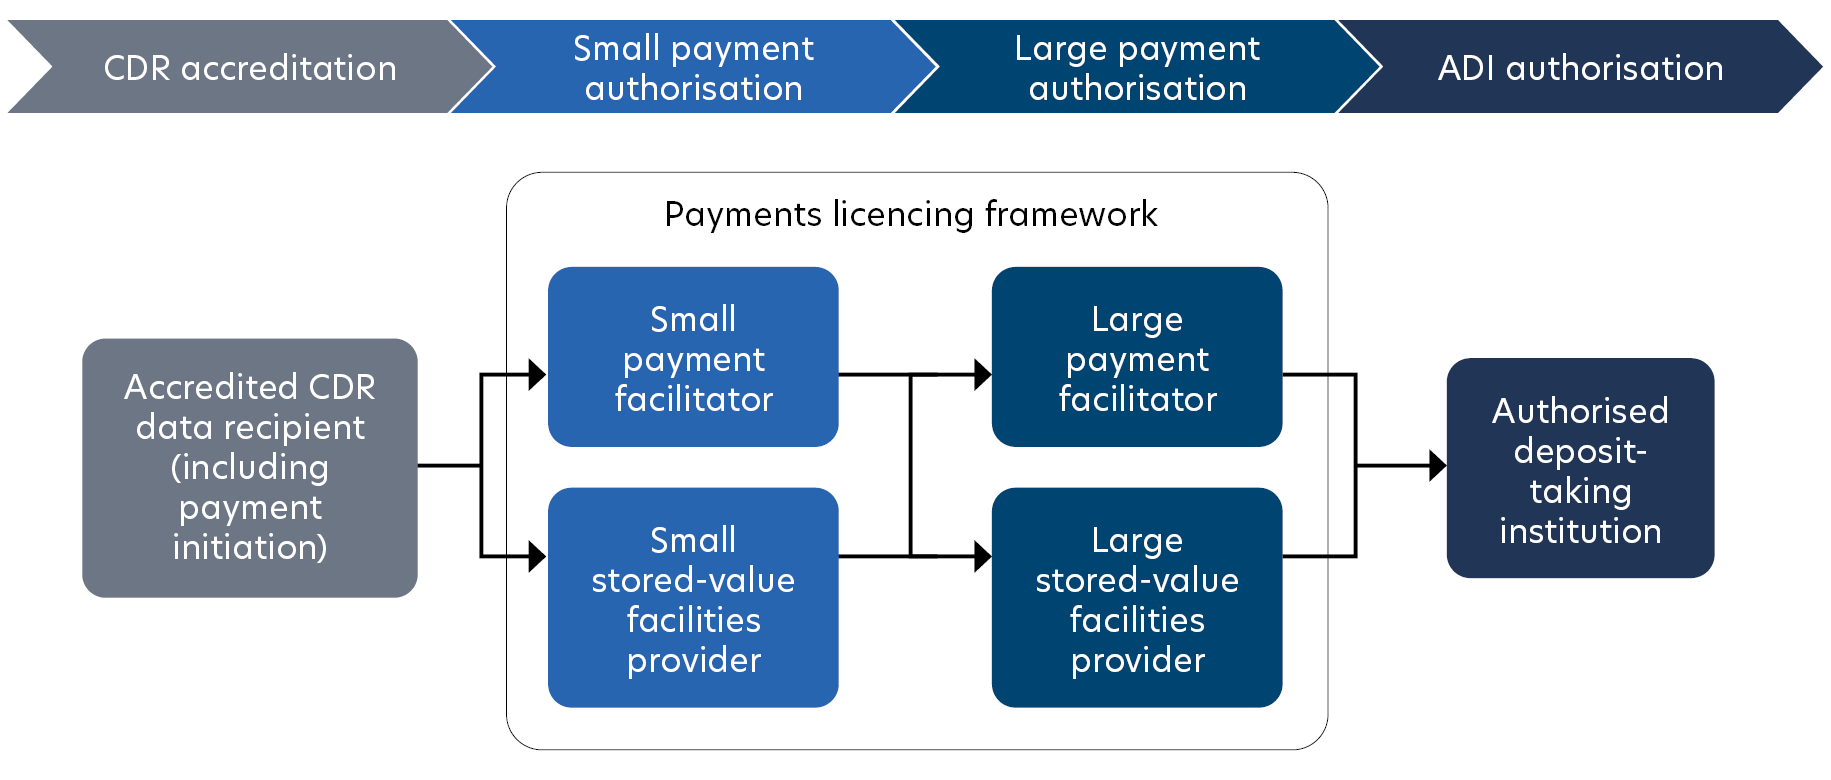 CDR accreditation
Small payment
authorisation
Large payment
authorisation
ADI authorisation
Payments licencing framework
Accredited CDR
data recipient
(including
payment
initiation)
Small
payment
facilitator
Large
payment
facilitator
Small
stored-value
facilities
provider
Large
stored-value
facilities
provider
Authorised
deposit-
taking
institution